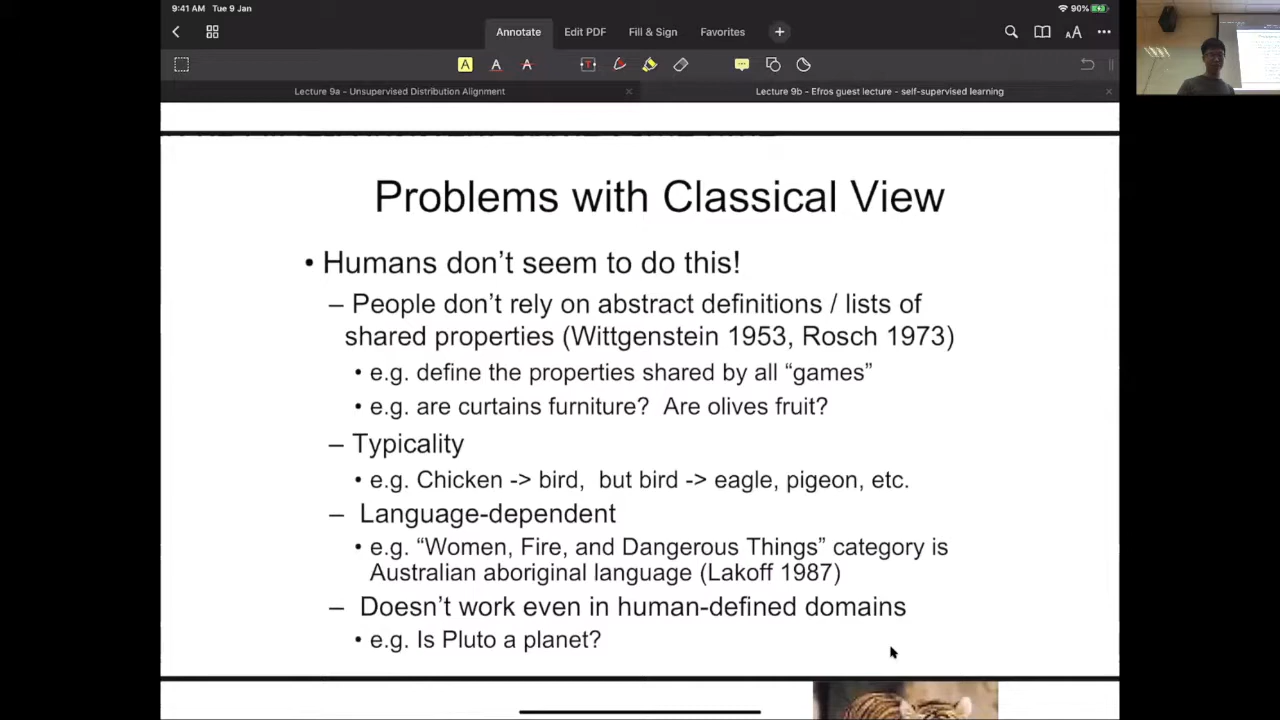 9:41 AM Tue 9 Jan
90%
Annotate Edit PDF Fill & Sign Favorites
AA
A A A T
Lecture 9a - Unsupervised Distribution Alignment
Lecture 9b - Efros guest lecture - self-supervised learning
Problems with Classical View
• Humans don't seem to do this!
– People don't rely on abstract definitions / lists of
shared properties (Wittgenstein 1953, Rosch 1973)
• e.g. define the properties shared by all “games”
• e.g. are curtains furniture? Are olives fruit?
– Typicality
• e.g. Chicken -> bird, but bird -> eagle, pigeon, etc.
– Language-dependent
• e.g. “Women, Fire, and Dangerous Things” category is
Australian aboriginal language (Lakoff 1987)
– Doesn't work even in human-defined domains
• e.g. Is Pluto a planet?